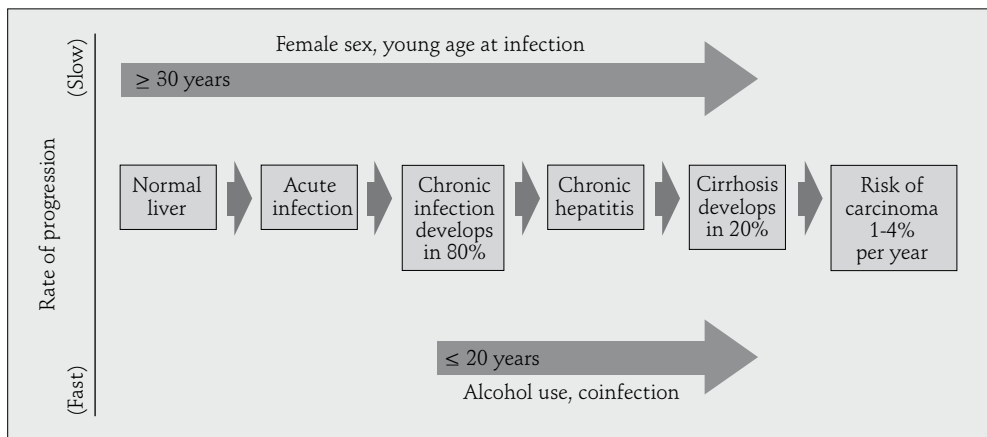 Female sex, young age at infection
≥ 30 years
(Slow)
Rate of progression
(Fast)
Normal
liver
Acute
infection
Chronic
infection
develops
in 80%
Chronic
hepatitis
Cirrhosis
develops
in 20%
Risk of
carcinoma
1-4%
per year
≤ 20 years
Alcohol use, coinfection